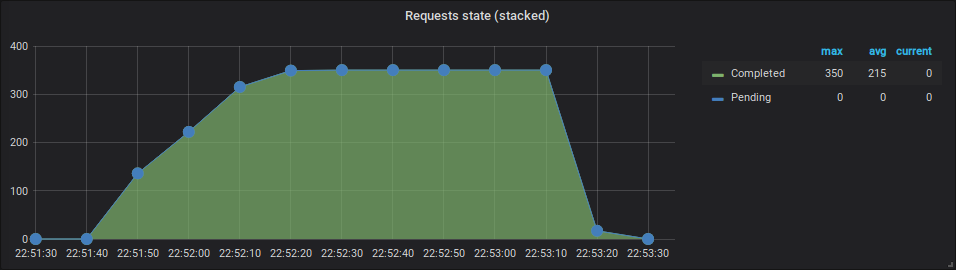 Requests state (stacked)
400
300
200
100
0
22:51:30 22:51:40 22:51:50 22:52:00 22:52:10 22:52:20 22:52:30 22:52:40 22:52:50 22:53:00 22:53:10 22:53:20 22:53:30
max avg current
Completed 350 215 0
Pending 0 0 0